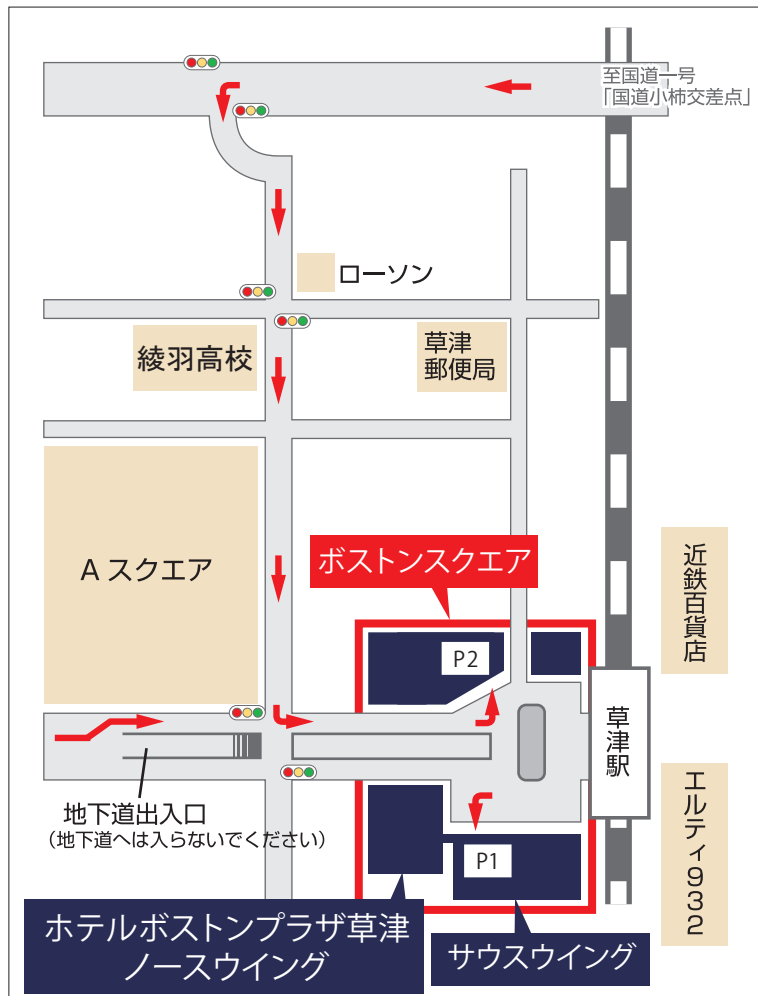 至国道一号
「国道小柿交差点」
ローソン
綾羽高校
草津
郵便局
Aスクエア
ボストンスクエア
近鉄百貨店
P2
草津駅
地下道出入口
（地下道へは入らないでください）
P1
エルティ932
ホテルボストンプラザ草津
ノースウイング
サウスウイング